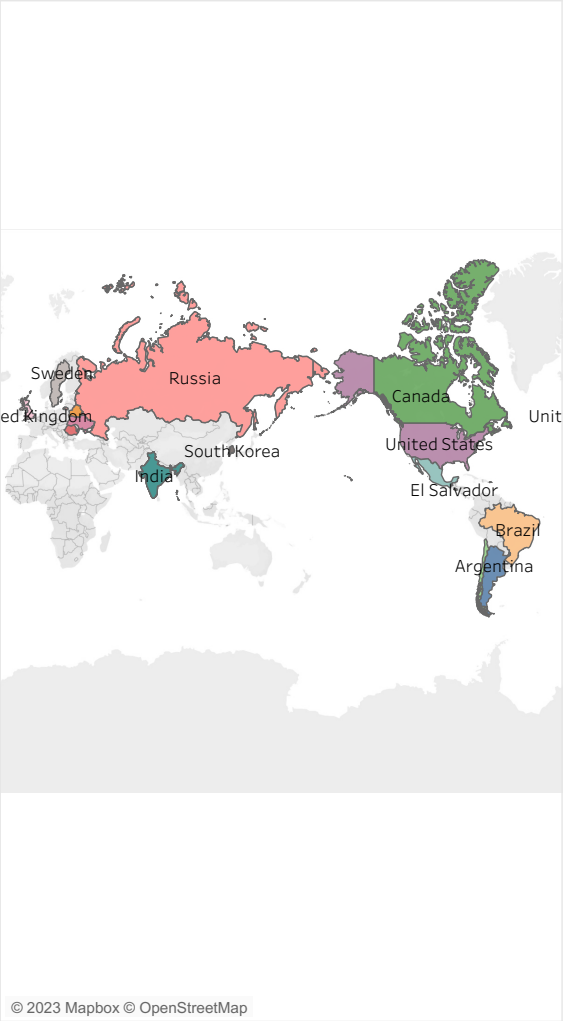 Sweden
Russia
Canada
ed Kingdom
Unit
United States
South Korea
India
El Salvador
Brazil
Argentina
© 2023 Mapbox © OpenStreetMap